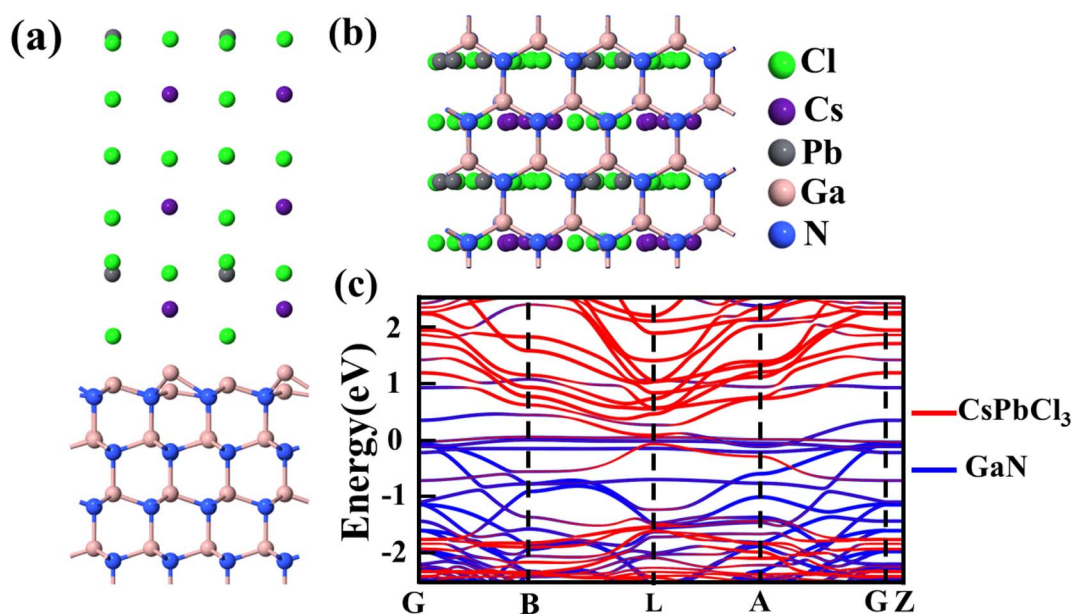 (a)
(b)
Cl
Cs
Pb
Ga
N
(c)
Energy(eV)
2
1
0
-1
-2
G B L A G Z
CsPbCl₃
GaN